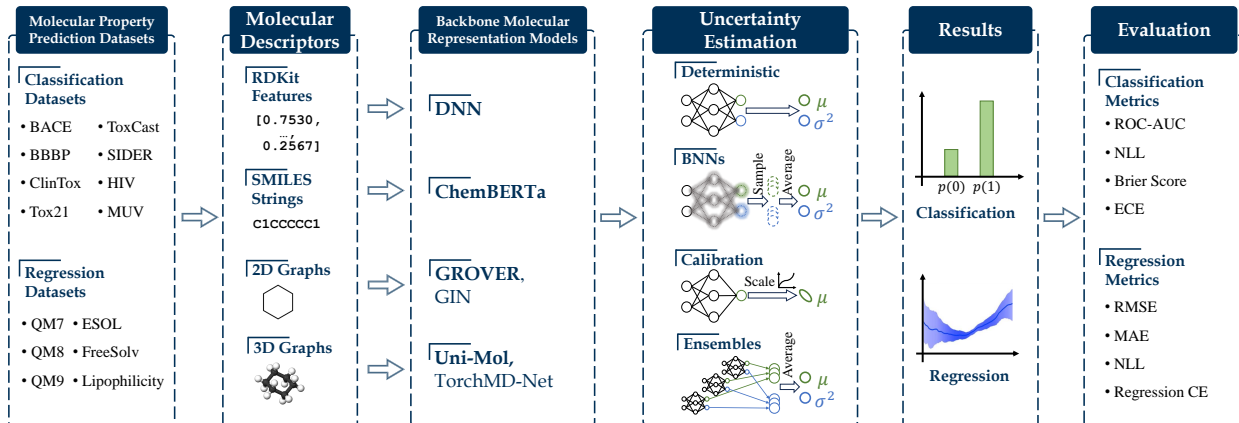 Molecular Property
Prediction Datasets
Classification
Datasets
• BACE
• BBBP
• ClinTox
• Tox21
• ToxCast
• SIDER
• HIV
• MUV
Regression
Datasets
• QM7
• QM8
• QM9
• ESOL
• FreeSolv
• Lipophilicity
Molecular
Descriptors
RDKit
Features
[0.7530,
…,
0.2567]
SMILES
Strings
c1ccccc1
2D Graphs
3D Graphs
Backbone Molecular
Representation Models
DNN
ChemBERTa
GROVER,
GIN
Uni-Mol,
TorchMD-Net
Uncertainty
Estimation
Deterministic
μ
σ²
BNNs
Sample
Average
μ
σ²
Calibration
Scale
μ
Ensembles
Average
μ
σ²
Results
p(0)
p(1)
Classification
Regression
Evaluation
Classification
Metrics
• ROC-AUC
• NLL
• Brier Score
• ECE
Regression
Metrics
• RMSE
• MAE
• NLL
• Regression CE